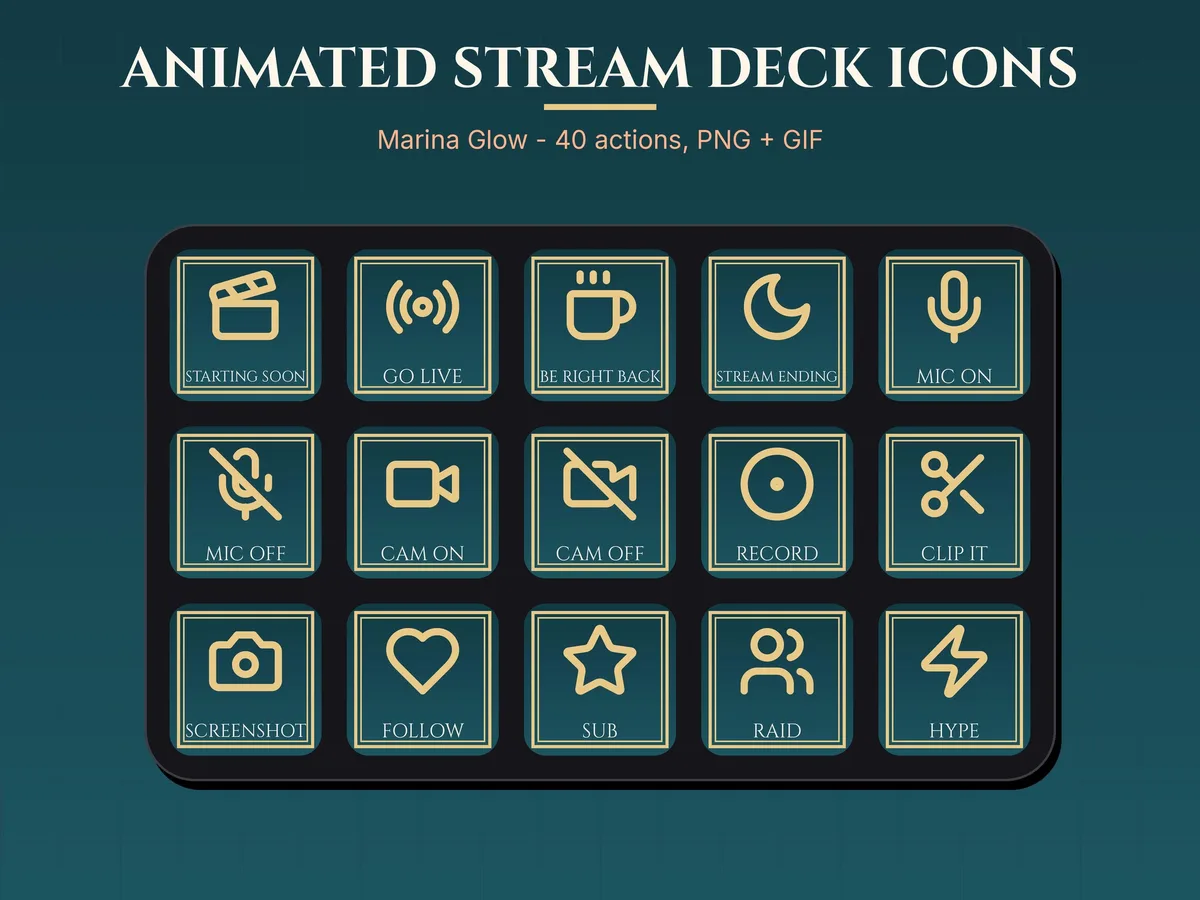 ANIMATED STREAM DECK ICONS
Marina Glow - 40 actions, PNG + GIF
STARTING SOON
GO LIVE
BE RIGHT BACK
STREAM ENDING
MIC ON
MIC OFF
CAM ON
CAM OFF
RECORD
CLIP IT
SCREENSHOT
FOLLOW
SUB
RAID
HYPE